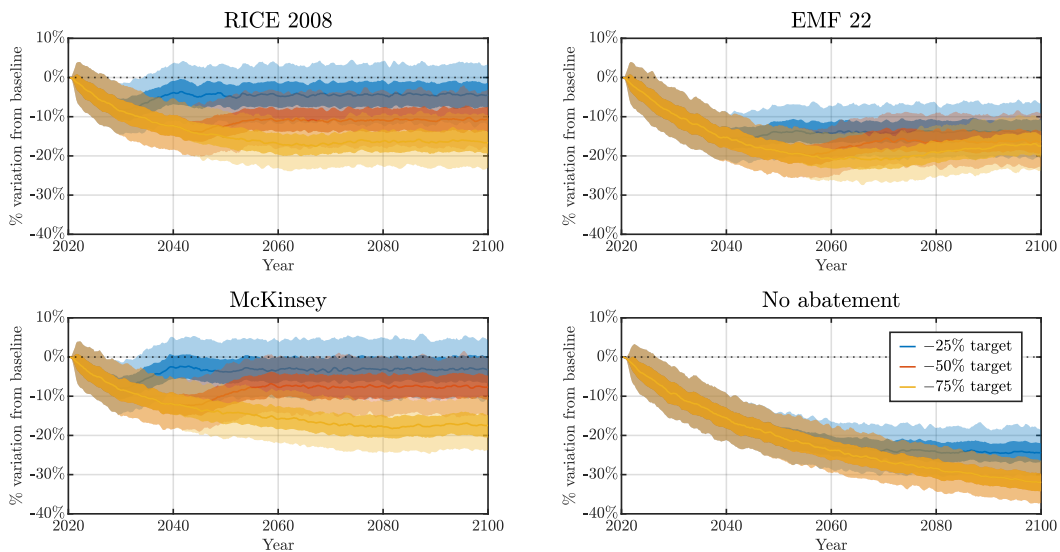 RICE 2008
% variation from baseline
10%
0%
-10%
-20%
-30%
-40%
2020 2040 2060 2080 2100
Year
EMF 22
% variation from baseline
10%
0%
-10%
-20%
-30%
-40%
2020 2040 2060 2080 2100
Year
McKinsey
% variation from baseline
10%
0%
-10%
-20%
-30%
-40%
2020 2040 2060 2080 2100
Year
No abatement
% variation from baseline
10%
0%
-10%
-20%
-30%
-40%
2020 2040 2060 2080 2100
Year
−25% target
−50% target
−75% target